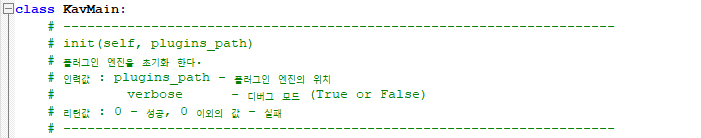 class KavMain:
# ---------------------------------------------------------------------
# init(self, plugins_path)
# 플러그인 엔진을 초기화 한다.
# 인력값 : plugins_path - 플러그인 엔진의 위치
#         verbose      - 디버그 모드 (True or False)
# 리턴값 : 0 - 성공, 0 이외의 값 - 실패
# ---------------------------------------------------------------------